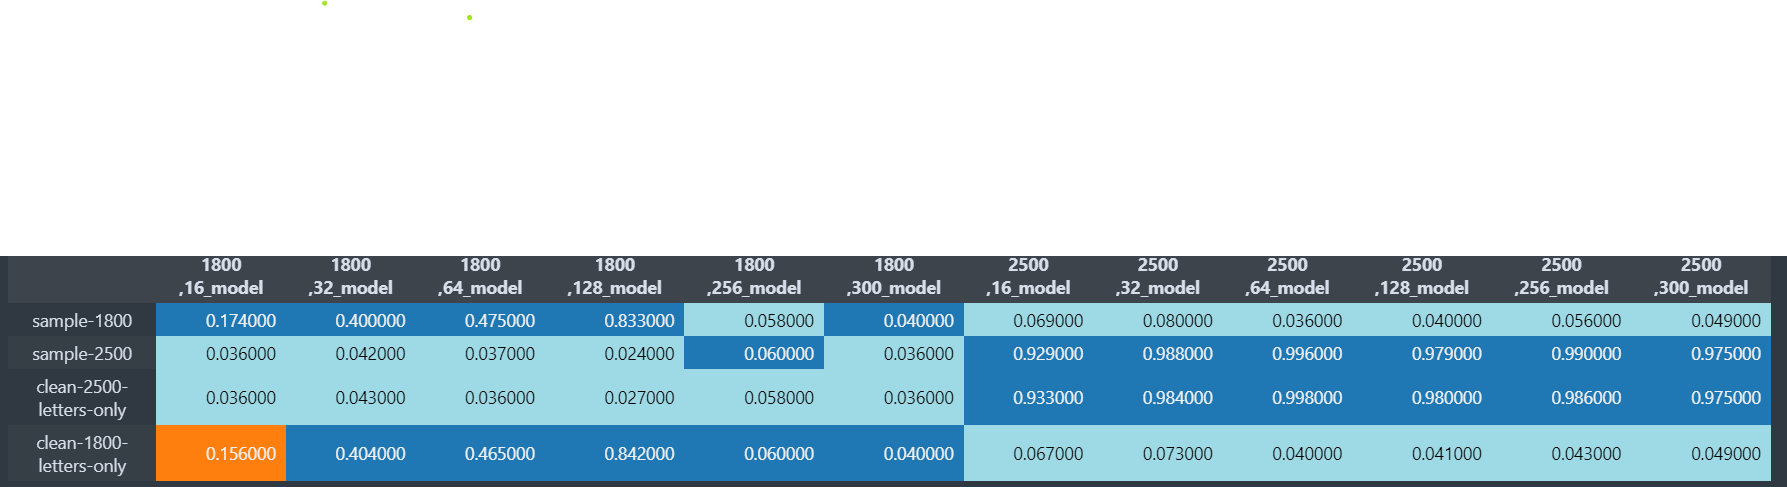 1800 ,16_model 1800 ,32_model 1800 ,64_model 1800 ,128_model 1800 ,256_model 1800 ,300_model 2500 ,16_model 2500 ,32_model 2500 ,64_model 2500 ,128_model 2500 ,256_model 2500 ,300_model
sample-1800 0.174000 0.400000 0.475000 0.833000 0.058000 0.040000 0.069000 0.080000 0.036000 0.040000 0.056000 0.049000
sample-2500 0.036000 0.042000 0.037000 0.024000 0.060000 0.036000 0.929000 0.988000 0.996000 0.979000 0.990000 0.975000
clean-2500-letters-only 0.036000 0.043000 0.036000 0.027000 0.058000 0.036000 0.933000 0.984000 0.998000 0.980000 0.986000 0.975000
clean-1800-letters-only 0.156000 0.404000 0.465000 0.842000 0.060000 0.040000 0.067000 0.073000 0.040000 0.041000 0.043000 0.049000